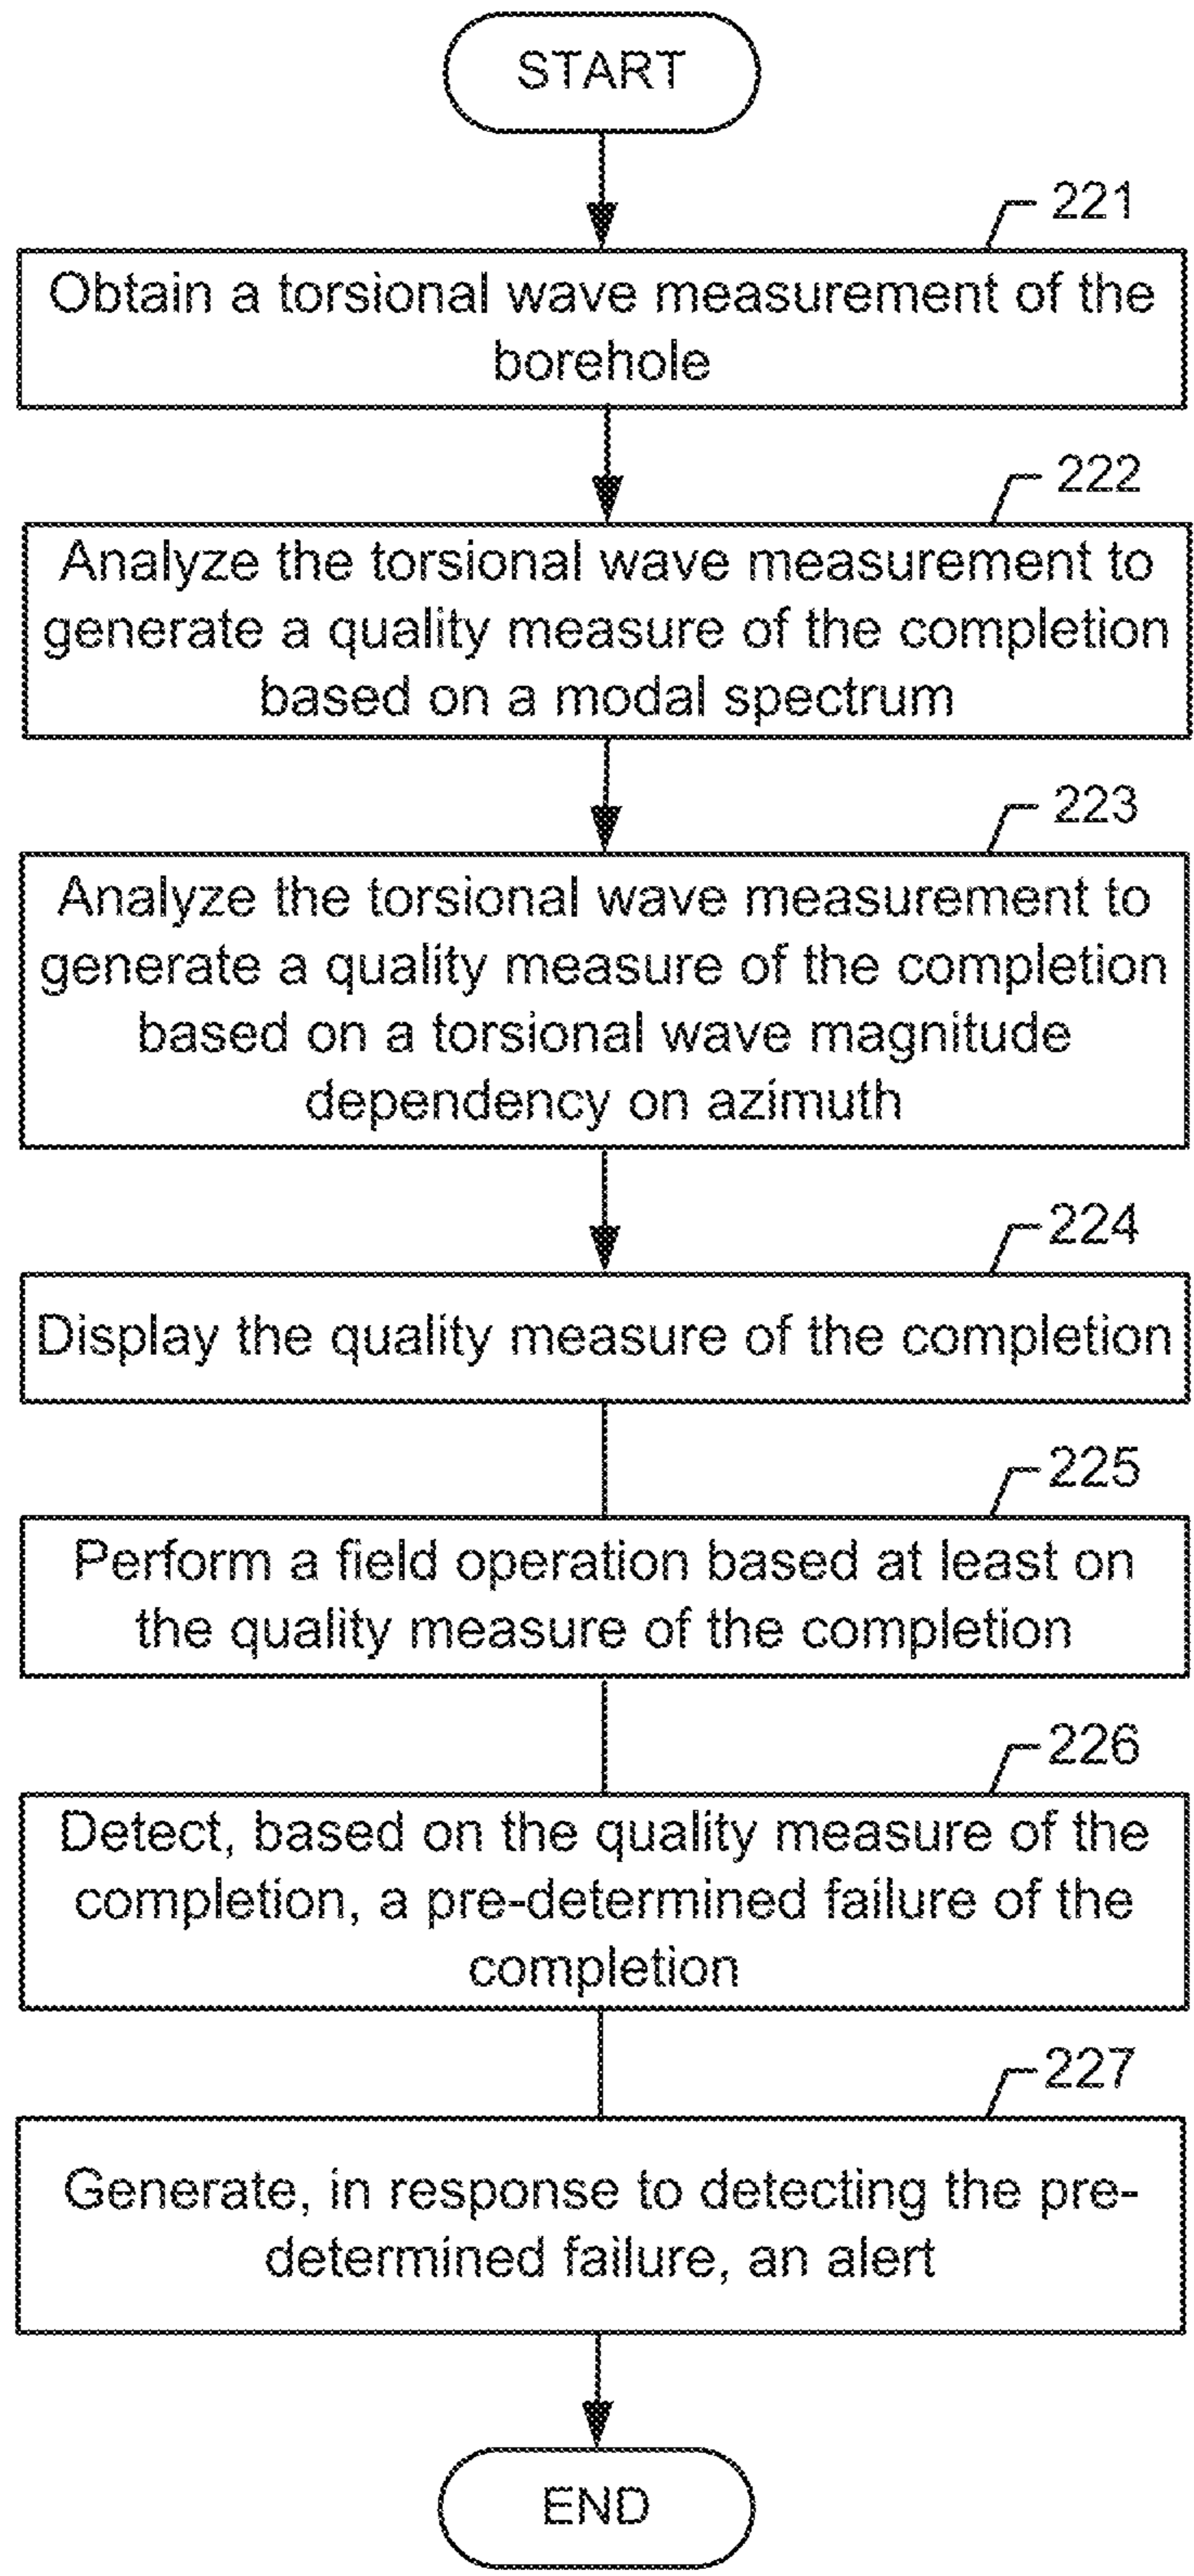 START
221
Obtain a torsional wave measurement of the
borehole
222
Analyze the torsional wave measurement to
generate a quality measure of the completion
based on a modal spectrum
223
Analyze the torsional wave measurement to
generate a quality measure of the completion
based on a torsional wave magnitude
dependency on azimuth
224
Display the quality measure of the completion
225
Perform a field operation based at least on
the quality measure of the completion
226
Detect, based on the quality measure of the
completion, a pre-determined failure of the
completion
227
Generate, in response to detecting the pre-
determined failure, an alert
END